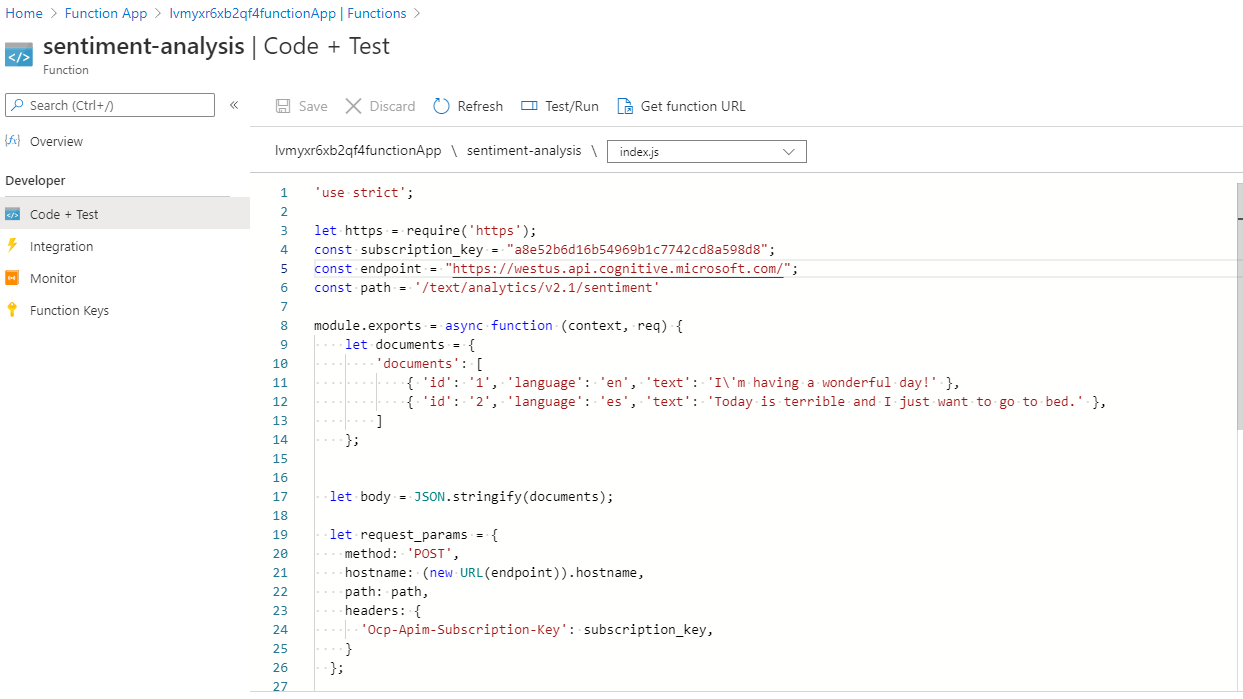 Home > Function App > lvmyxr6xb2qf4functionApp | Functions >
sentiment-analysis | Code + Test
Function
Search (Ctrl+/)
«
Save Discard Refresh Test/Run Get function URL
Overview
Developer
Code + Test
Integration
Monitor
Function Keys
lvmyxr6xb2qf4functionApp \ sentiment-analysis \ index.js
1 'use strict';
2
3 let https = require('https');
4 const subscription_key = "a8e52b6d16b54969b1c7742cd8a598d8";
5 const endpoint = "https://westus.api.cognitive.microsoft.com/";
6 const path = '/text/analytics/v2.1/sentiment'
7
8 module.exports = async function (context, req) {
9     let documents = {
10         'documents': [
11             { 'id': '1', 'language': 'en', 'text': 'I\'m having a wonderful day!' },
12             { 'id': '2', 'language': 'es', 'text': 'Today is terrible and I just want to go to bed.' },
13         ]
14     };
15
16
17   let body = JSON.stringify(documents);
18
19   let request_params = {
20     method: 'POST',
21     hostname: (new URL(endpoint)).hostname,
22     path: path,
23     headers: {
24       'Ocp-Apim-Subscription-Key': subscription_key,
25     }
26   };
27